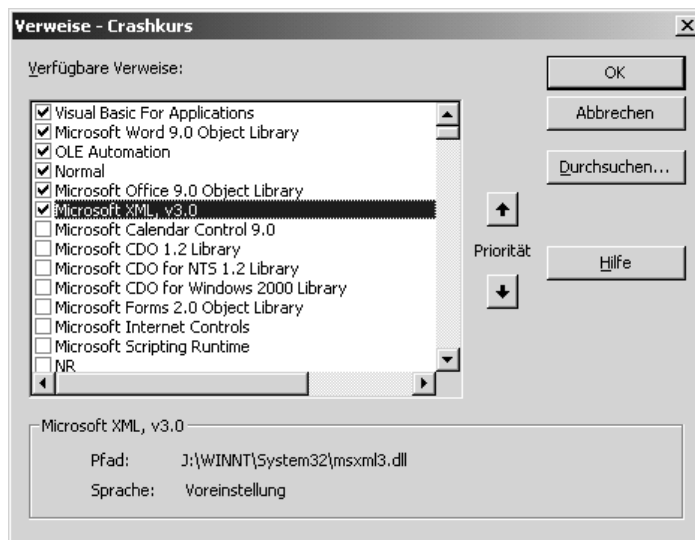 Verweise - Crashkurs
Verfügbare Verweise:
Visual Basic For Applications
Microsoft Word 9.0 Object Library
OLE Automation
Normal
Microsoft Office 9.0 Object Library
Microsoft XML, v3.0
Microsoft Calendar Control 9.0
Microsoft CDO 1.2 Library
Microsoft CDO for NTS 1.2 Library
Microsoft CDO for Windows 2000 Library
Microsoft Forms 2.0 Object Library
Microsoft Internet Controls
Microsoft Scripting Runtime
NR
Priorität
OK
Abbrechen
Durchsuchen...
Hilfe
Microsoft XML, v3.0
Pfad: J:\WINNT\System32\msxml3.dll
Sprache: Voreinstellung